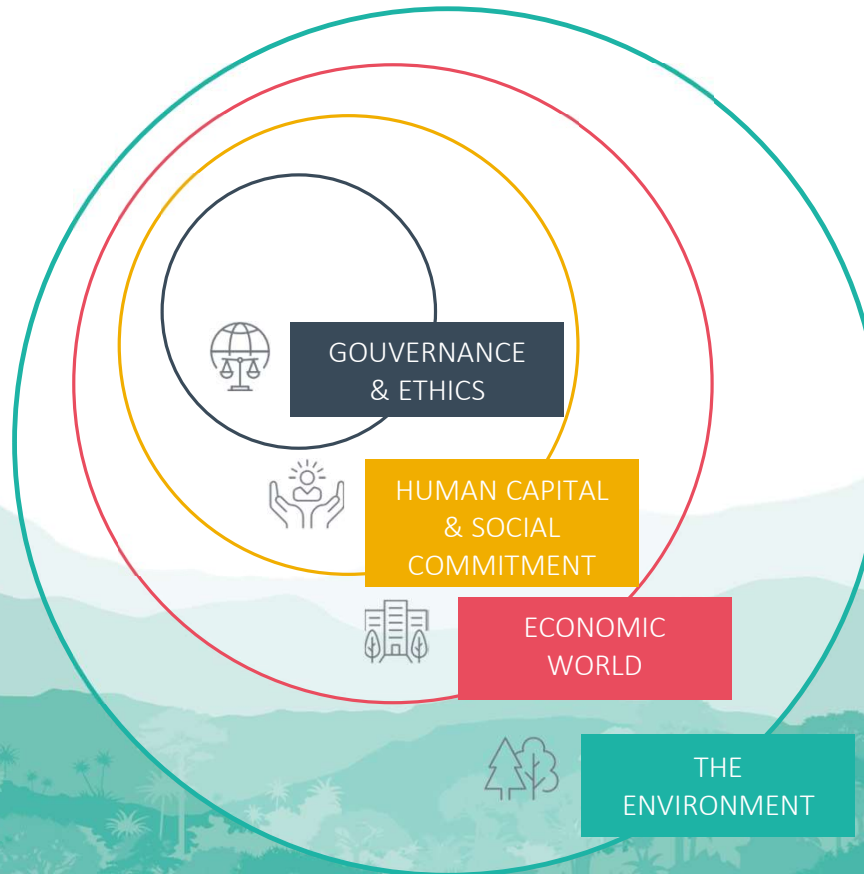 GOUVERNANCE
& ETHICS
HUMAN CAPITAL
& SOCIAL
COMMITMENT
ECONOMIC
WORLD
THE
ENVIRONMENT